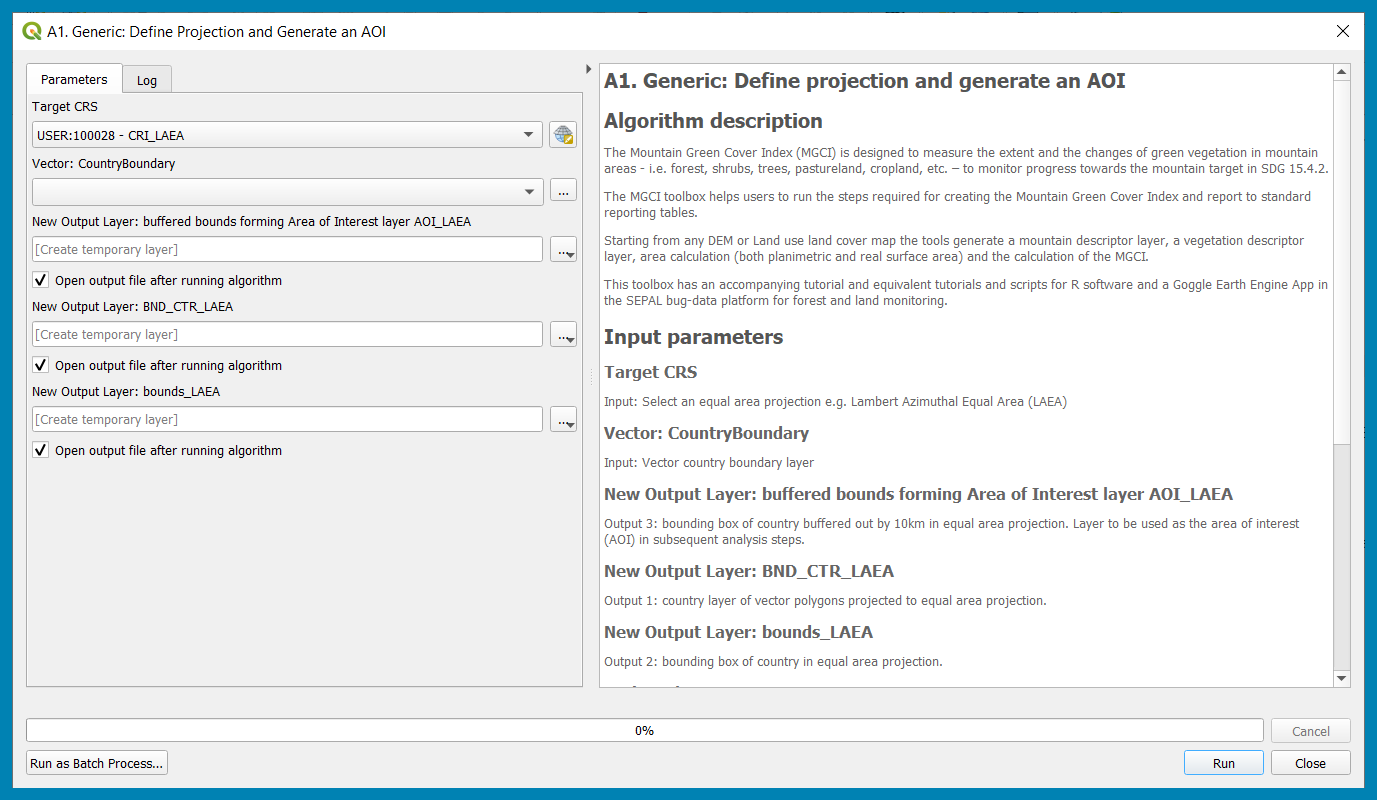 A1. Generic: Define Projection and Generate an AOI
Parameters
Log
Target CRS
USER:100028 - CRI_LAEA
Vector: CountryBoundary
...
New Output Layer: buffered bounds forming Area of Interest layer AOI_LAEA
[Create temporary layer]
...
Open output file after running algorithm
New Output Layer: BND_CTR_LAEA
[Create temporary layer]
...
Open output file after running algorithm
New Output Layer: bounds_LAEA
[Create temporary layer]
...
Open output file after running algorithm
A1. Generic: Define projection and generate an AOI
Algorithm description
The Mountain Green Cover Index (MGCI) is designed to measure the extent and the changes of green vegetation in mountain
areas - i.e. forest, shrubs, trees, pastureland, cropland, etc. – to monitor progress towards the mountain target in SDG 15.4.2.
The MGCI toolbox helps users to run the steps required for creating the Mountain Green Cover Index and report to standard
reporting tables.
Starting from any DEM or Land use land cover map the tools generate a mountain descriptor layer, a vegetation descriptor
layer, area calculation (both planimetric and real surface area) and the calculation of the MGCI.
This toolbox has an accompanying tutorial and equivalent tutorials and scripts for R software and a Goggle Earth Engine App in
the SEPAL bug-data platform for forest and land monitoring.
Input parameters
Target CRS
Input: Select an equal area projection e.g. Lambert Azimuthal Equal Area (LAEA)
Vector: CountryBoundary
Input: Vector country boundary layer
New Output Layer: buffered bounds forming Area of Interest layer AOI_LAEA
Output 3: bounding box of country buffered out by 10km in equal area projection. Layer to be used as the area of interest
(AOI) in subsequent analysis steps.
New Output Layer: BND_CTR_LAEA
Output 1: country layer of vector polygons projected to equal area projection.
New Output Layer: bounds_LAEA
Output 2: bounding box of country in equal area projection.
0%
Cancel
Run as Batch Process...
Run
Close